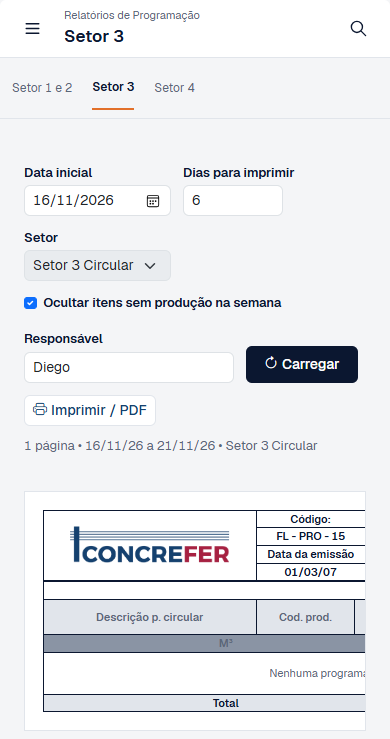 Relatórios de Programação
Setor 3
Setor 1 e 2 Setor 3 Setor 4
Data inicial Dias para imprimir
16/11/2026 6
Setor
Setor 3 Circular
Ocultar itens sem produção na semana
Responsável
Diego Carregar
Imprimir / PDF
1 página • 16/11/26 a 21/11/26 • Setor 3 Circular
CONCREFER
Código:
FL - PRO - 15
Data da emissão
01/03/07
Descrição p. circular Cod. prod.
M³
Nenhuma programa
Total